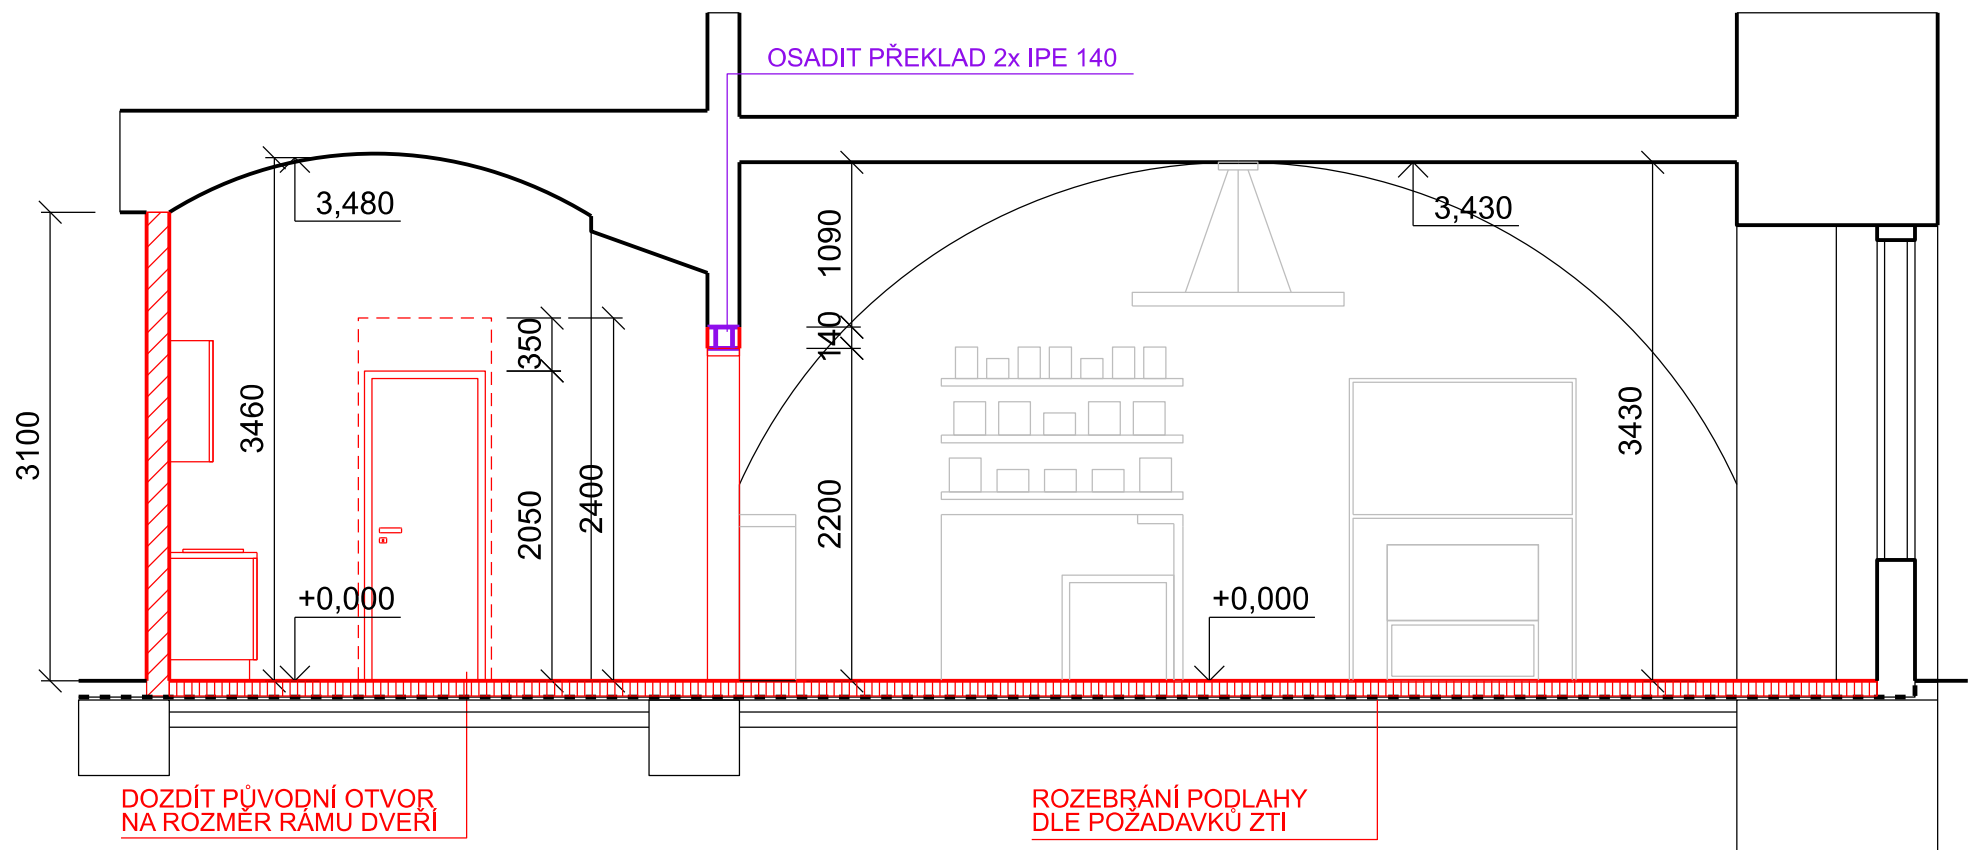 OSADIT PŘEKLAD 2x IPE 140
3,480
3,430
1090
140
350
3100
3460
2050
2400
2200
3430
+0,000
+0,000
DOZDÍT PŮVODNÍ OTVOR
NA ROZMĚR RÁMU DVEŘÍ
ROZEBRÁNÍ PODLAHY
DLE POŽADAVKŮ ZTI